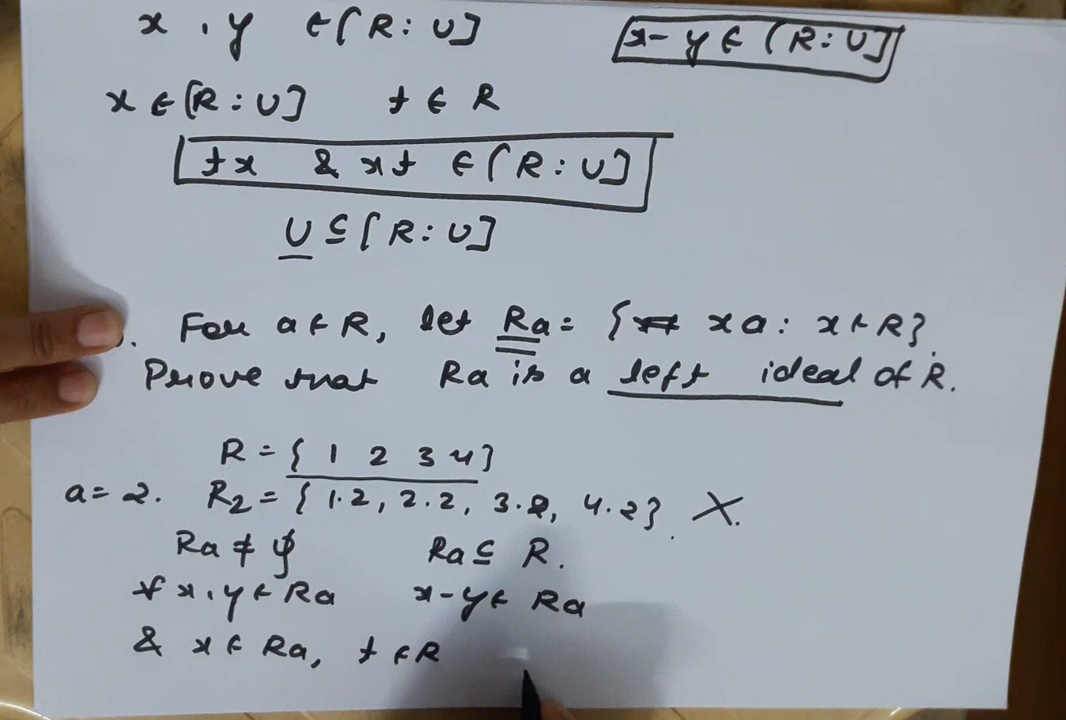 x , y ∈ [R : U] x - y ∈ [R : U]
x ∈ [R : U] t ∈ R
tx & xt ∈ [R : U]
U ⊆ [R : U]
For a ∈ R, let Ra = { xa : x ∈ R}.
Prove that Ra is a left ideal of R.
R = { 1 2 3 4}
a = 2. R2 = { 1.2, 2.2, 3.2, 4.2} X.
Ra ≠ φ Ra ⊆ R.
∀ x, y ∈ Ra x - y ∈ Ra
& x ∈ Ra, t ∈ R